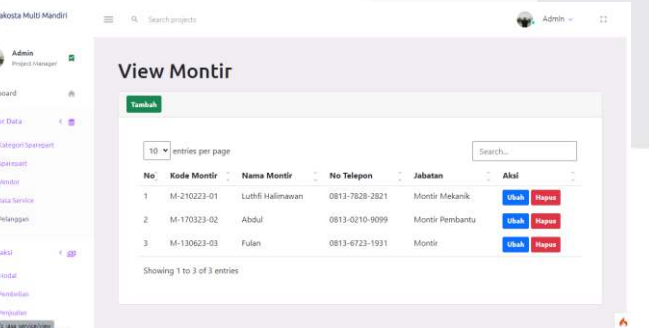 akosta Multi Mandiri
Search projects
Admin
Admin
Project Manager
View Montir
Tambah
10 entries per page
Search...
No Kode Montir Nama Montir No Telepon Jabatan Aksi
1 M-210223-01 Luthfi Halimawan 0813-7828-2821 Montir Mekanik Ubah Hapus
2 M-170323-02 Abdul 0813-0210-9099 Montir Pembantu Ubah Hapus
3 M-130623-03 Fulan 0813-6723-1931 Montir Ubah Hapus
Showing 1 to 3 of 3 entries
board
Data
Kategori Sparepart
Sparepart
Vendor
Data Service
Pelanggan
aksi
Modal
Pembelian
Penjualan